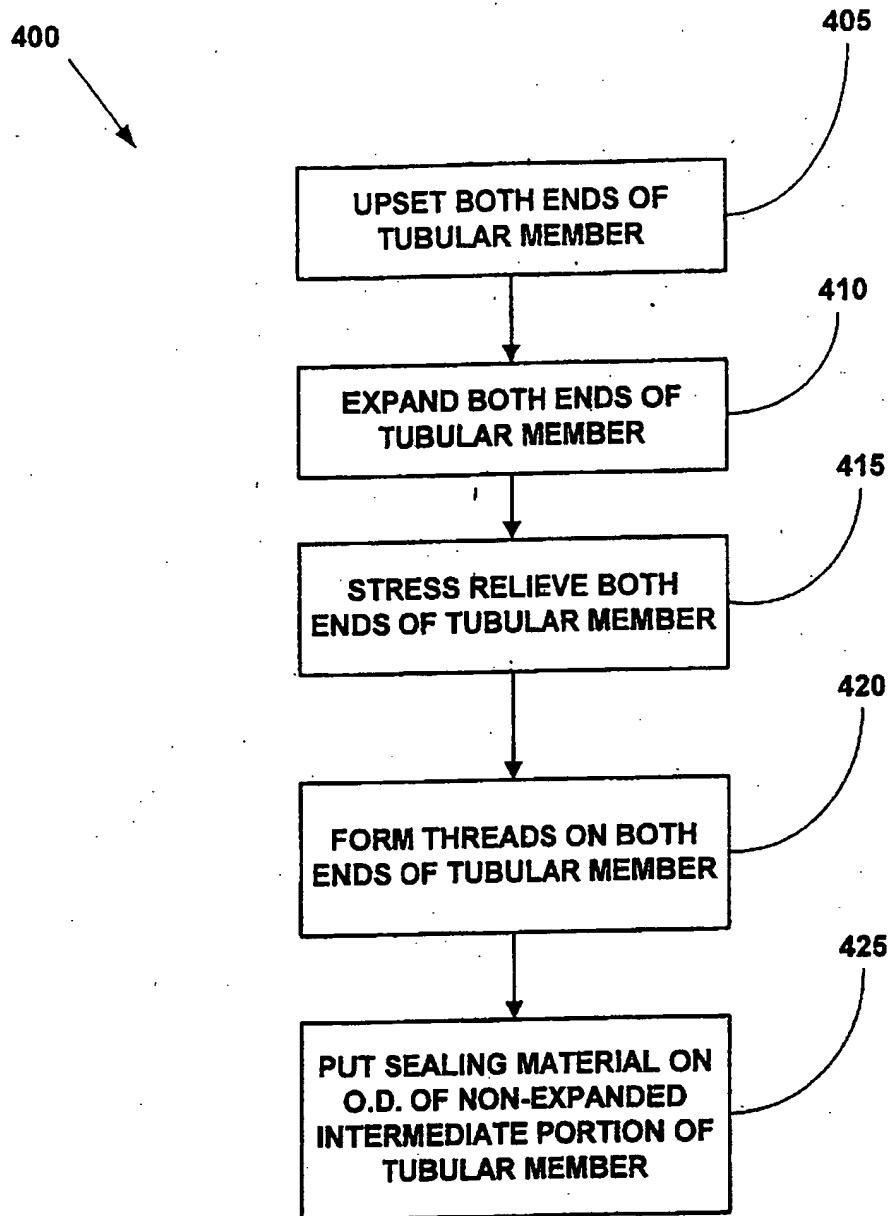 400
405
UPSET BOTH ENDS OF
TUBULAR MEMBER
410
EXPAND BOTH ENDS OF
TUBULAR MEMBER
415
STRESS RELIEVE BOTH
ENDS OF TUBULAR MEMBER
420
FORM THREADS ON BOTH
ENDS OF TUBULAR MEMBER
425
PUT SEALING MATERIAL ON
O.D. OF NON-EXPANDED
INTERMEDIATE PORTION OF
TUBULAR MEMBER